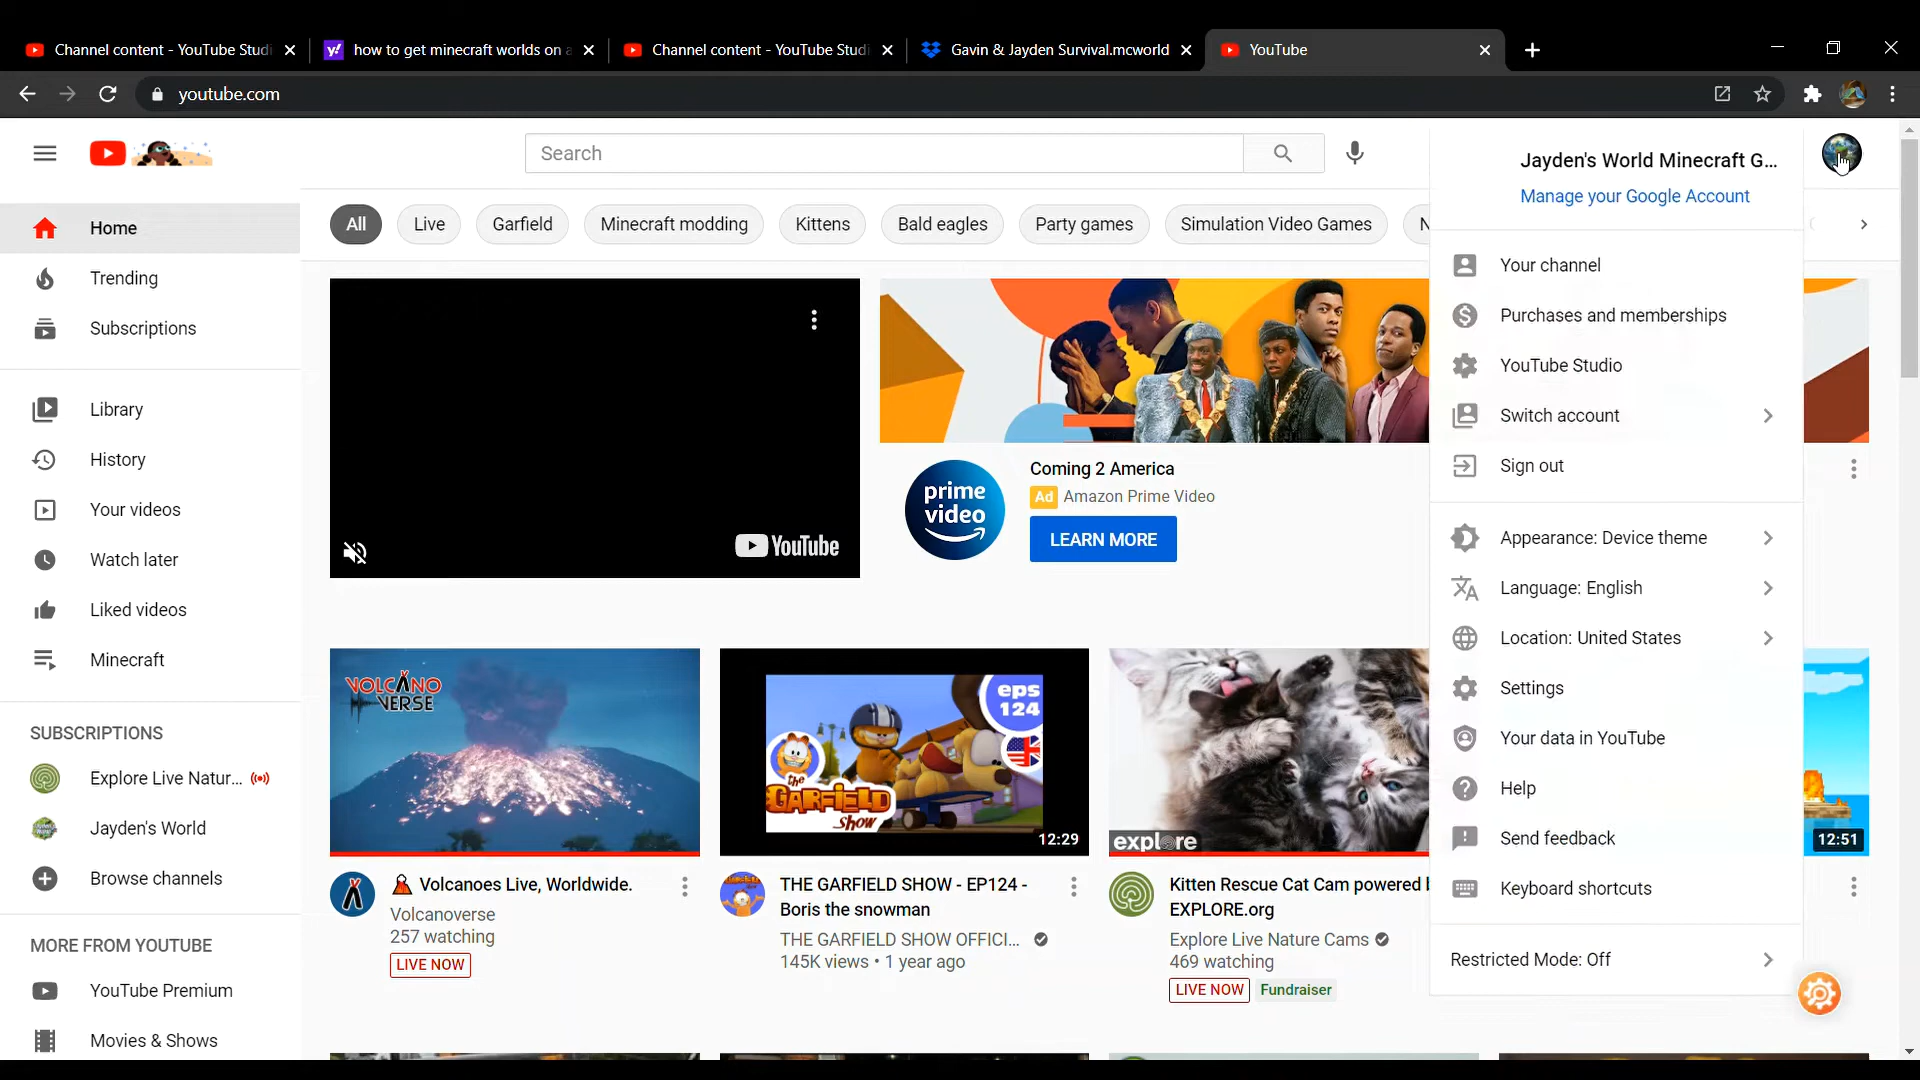 Channel content - YouTube Studi
how to get minecraft worlds on a
Channel content - YouTube Studi
Gavin & Jayden Survival.mcworld
YouTube
youtube.com
Search
Jayden's World Minecraft G...
Manage your Google Account
Home
Trending
Subscriptions
Library
History
Your videos
Watch later
Liked videos
Minecraft
SUBSCRIPTIONS
Explore Live Natur...
Jayden's World
Browse channels
MORE FROM YOUTUBE
YouTube Premium
Movies & Shows
All
Live
Garfield
Minecraft modding
Kittens
Bald eagles
Party games
Simulation Video Games
N
YouTube
prime
video
Coming 2 America
Ad Amazon Prime Video
LEARN MORE
VOLCANO
VERSE
eps
124
the
GARFIELD
show
12:29
explore
12:51
Volcanoes Live, Worldwide.
Volcanoverse
257 watching
LIVE NOW
THE GARFIELD SHOW - EP124 -
Boris the snowman
THE GARFIELD SHOW OFFICI...
145K views • 1 year ago
Kitten Rescue Cat Cam powered
EXPLORE.org
Explore Live Nature Cams
469 watching
LIVE NOW Fundraiser
Your channel
Purchases and memberships
YouTube Studio
Switch account
Sign out
Appearance: Device theme
Language: English
Location: United States
Settings
Your data in YouTube
Help
Send feedback
Keyboard shortcuts
Restricted Mode: Off